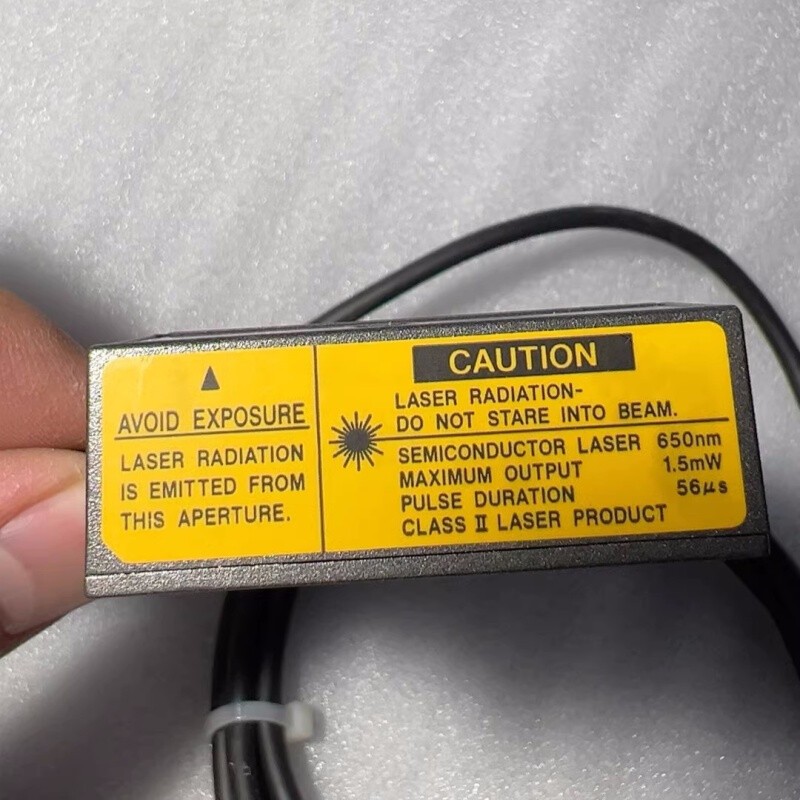 AVOID EXPOSURE
LASER RADIATION
IS EMITTED FROM
THIS APERTURE.
CAUTION
LASER RADIATION-
DO NOT STARE INTO BEAM.
SEMICONDUCTOR LASER 650nm
MAXIMUM OUTPUT 1.5mW
PULSE DURATION 56μs
CLASS Ⅱ LASER PRODUCT